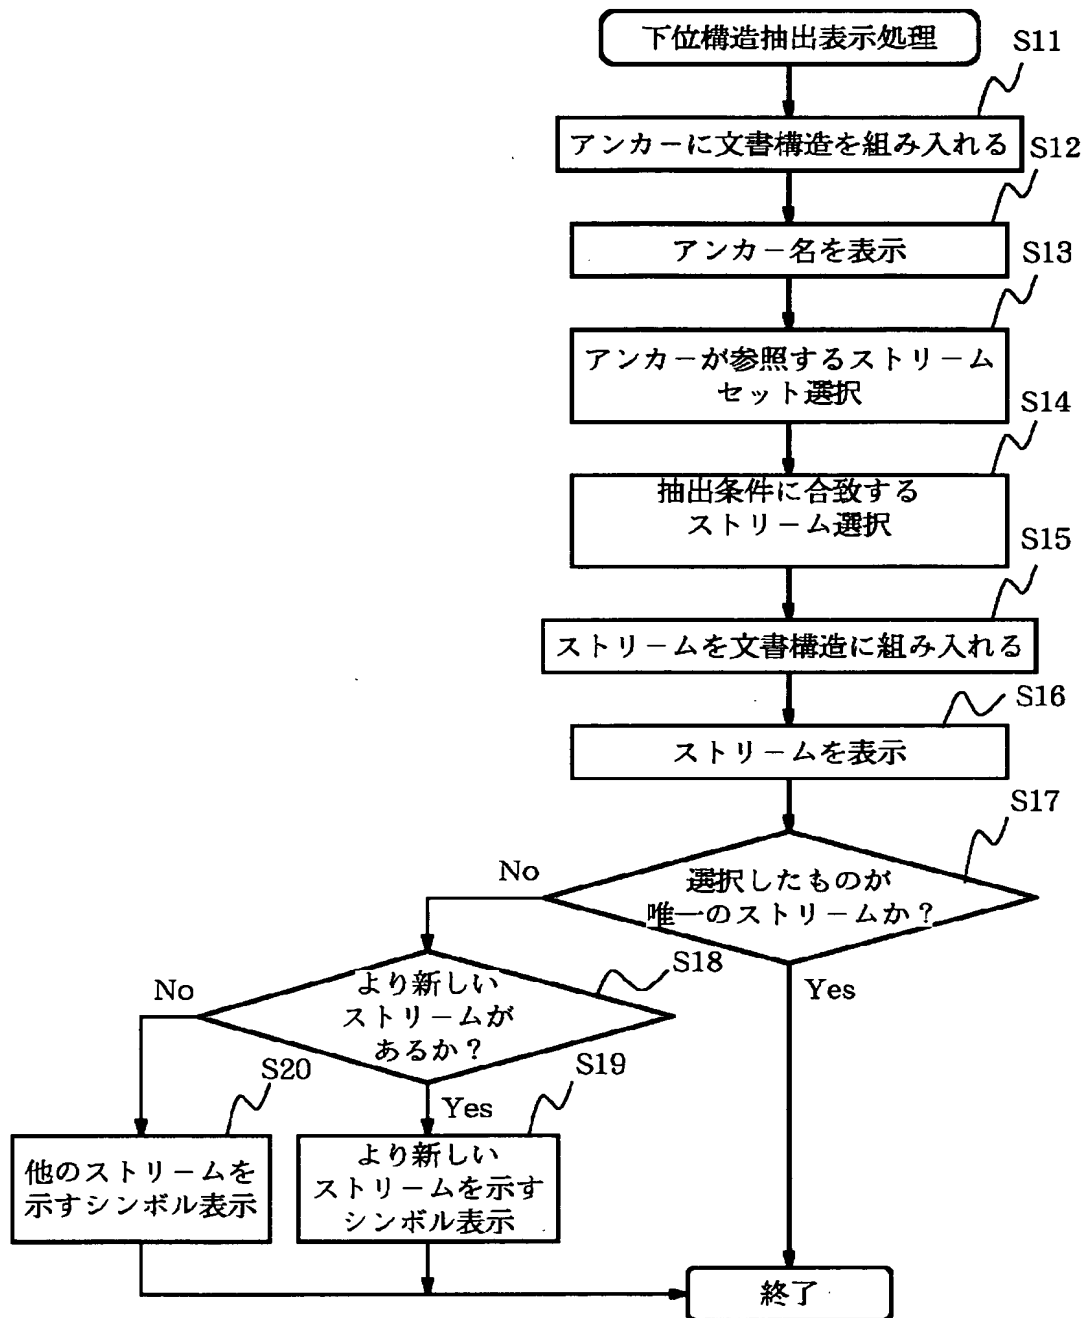 下位構造抽出表示処理
S11
アンカーに文書構造を組み入れる
S12
アンカー名を表示
S13
アンカーが参照するストリーム
セット選択
S14
抽出条件に合致する
ストリーム選択
S15
ストリームを文書構造に組み入れる
S16
ストリームを表示
S17
選択したものが
唯一のストリームか？
No
Yes
S18
より新しい
ストリームが
あるか？
No
Yes
S20
他のストリームを
示すシンボル表示
S19
より新しい
ストリームを示す
シンボル表示
終了